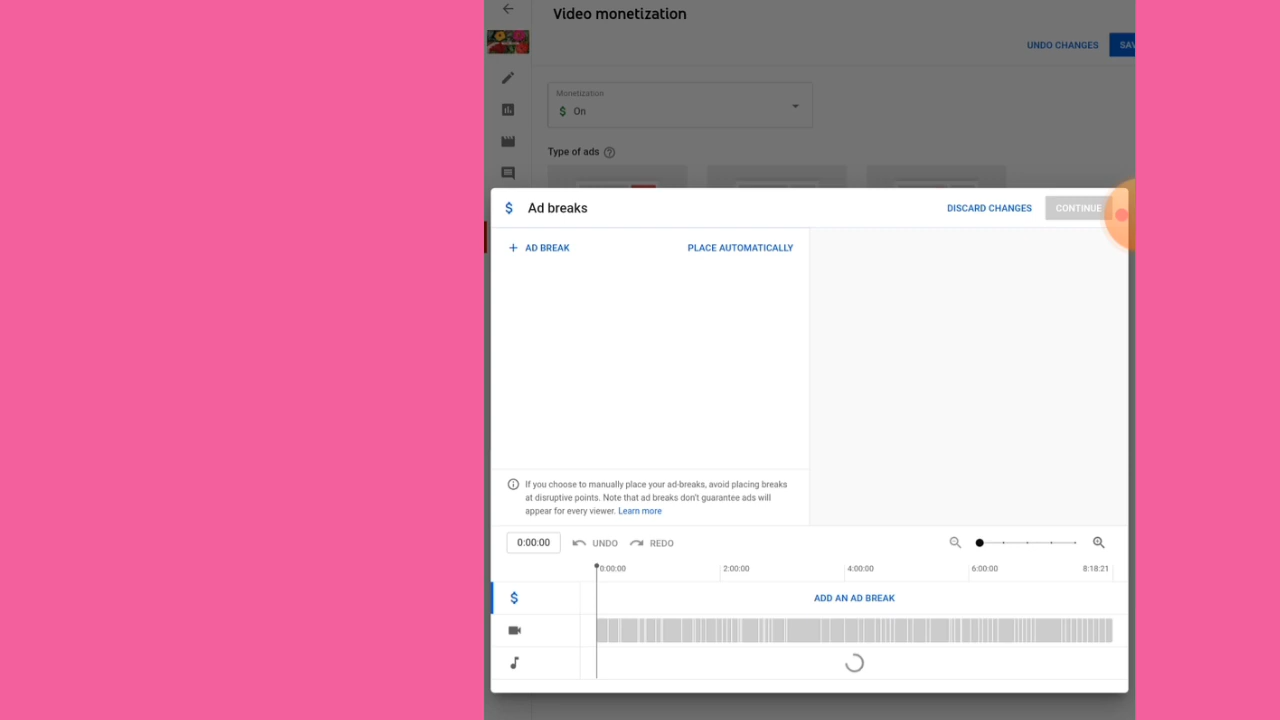 Video monetization
UNDO CHANGES
SAV
Monetization
$ On
Type of ads
$ Ad breaks
DISCARD CHANGES
CONTINUE
+ AD BREAK
PLACE AUTOMATICALLY
If you choose to manually place your ad-breaks, avoid placing breaks
at disruptive points. Note that ad breaks don't guarantee ads will
appear for every viewer. Learn more
0:00:00
UNDO
REDO
0:00:00
2:00:00
4:00:00
6:00:00
8:18:21
$
ADD AN AD BREAK